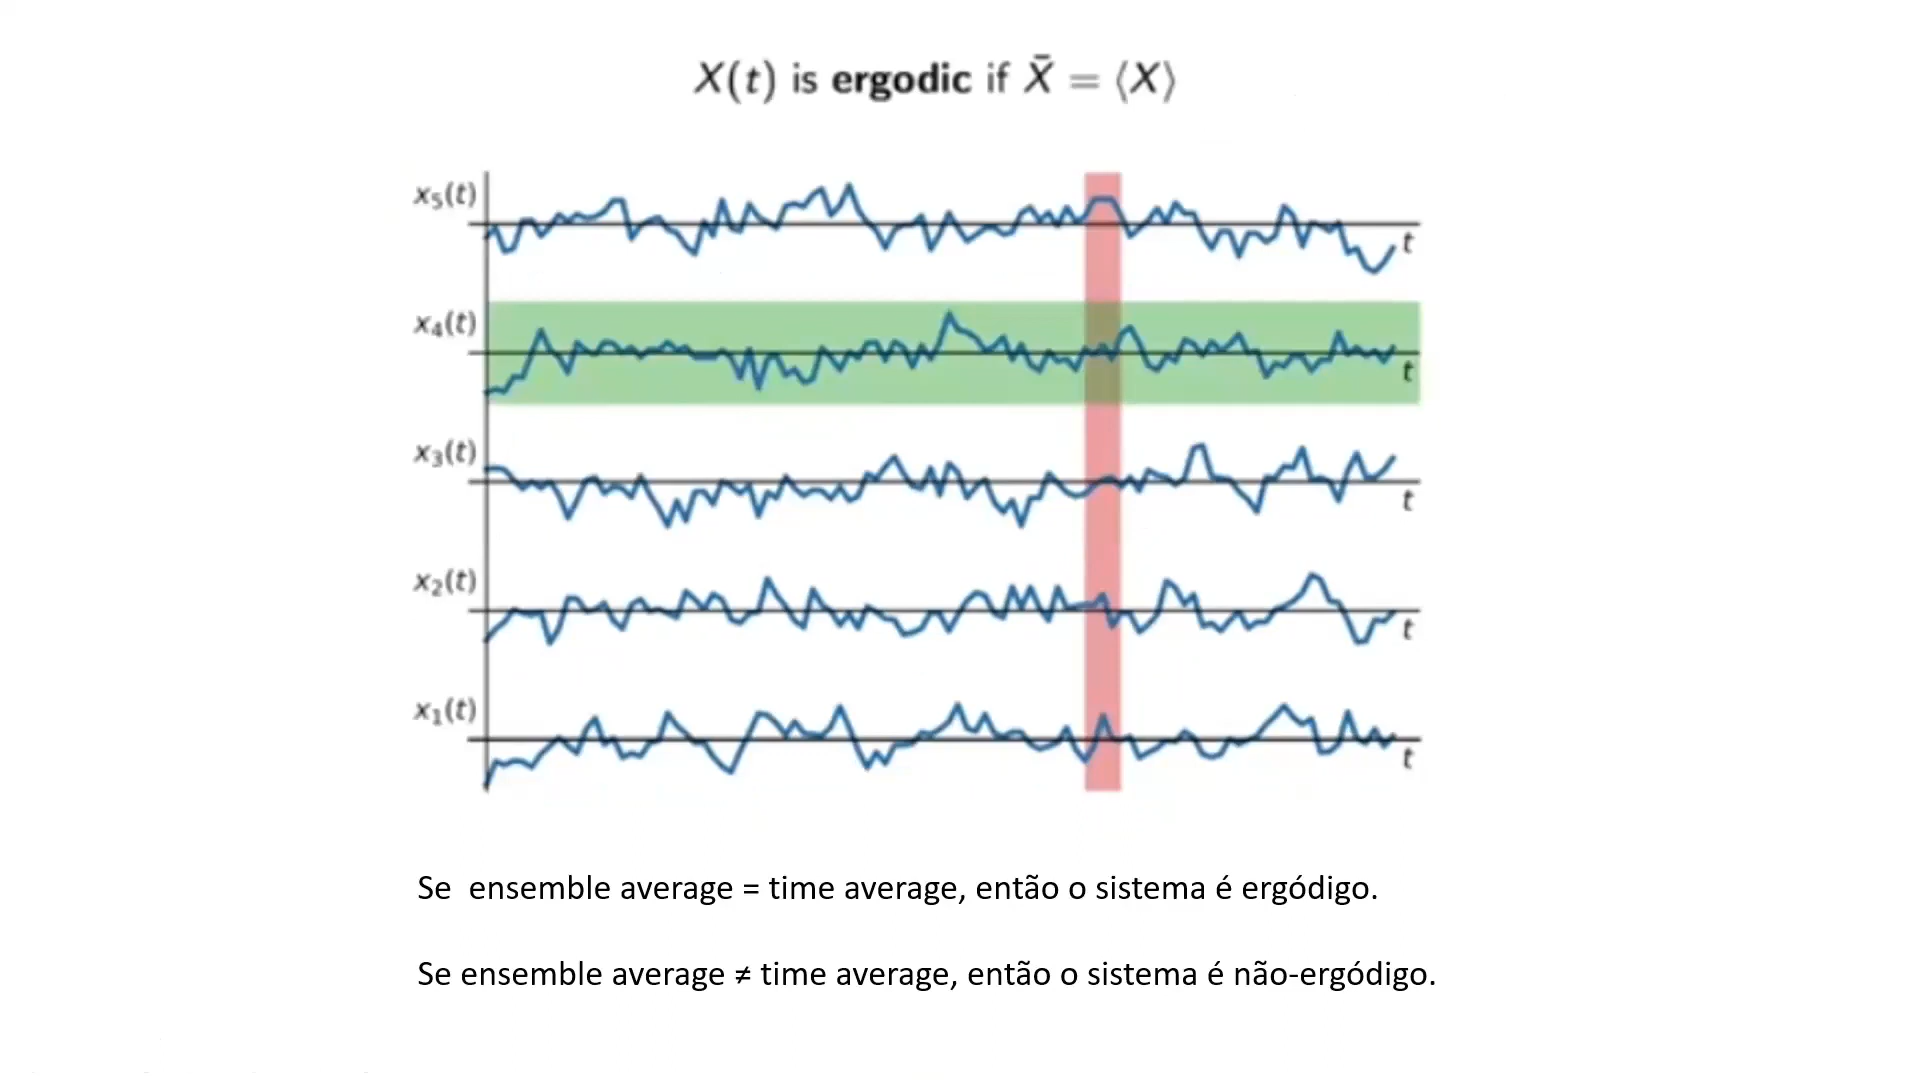 X(t) is ergodic if X̄ = ⟨X⟩
x₅(t)
t
x₄(t)
t
x₃(t)
t
x₂(t)
t
x₁(t)
t
Se  ensemble average = time average, então o sistema é ergódigo.
Se ensemble average ≠ time average, então o sistema é não-ergódigo.